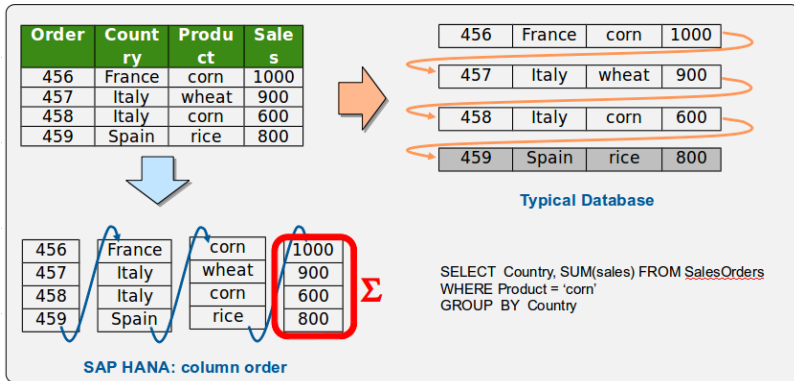 Order Count Produ Sale
ry ct s
456 France corn 1000
457 Italy wheat 900
458 Italy corn 600
459 Spain rice 800
456 France corn 1000
457 Italy wheat 900
458 Italy corn 600
459 Spain rice 800
Typical Database
456 France corn 1000
457 Italy wheat 900
458 Italy corn 600
459 Spain rice 800
Σ
SAP HANA: column order
SELECT Country, SUM(sales) FROM SalesOrders
WHERE Product = ‘corn’
GROUP BY Country